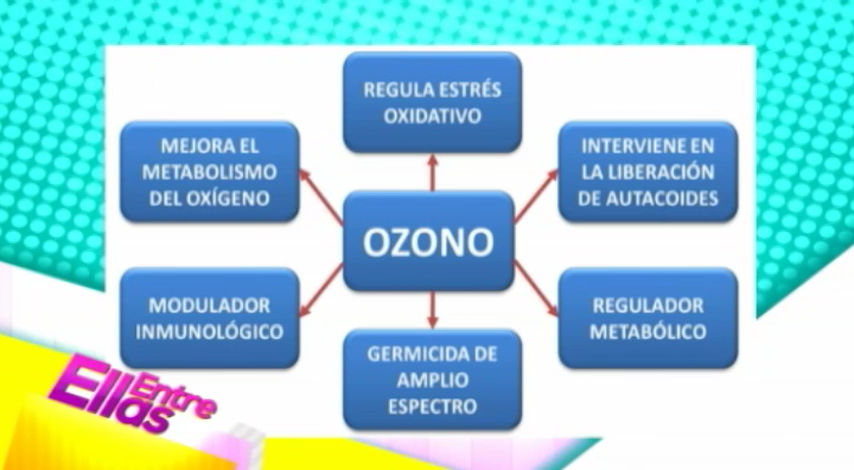 REGULA ESTRÉS
OXIDATIVO
MEJORA EL
METABOLISMO
DEL OXÍGENO
INTERVIENE EN
LA LIBERACIÓN
DE AUTACOIDES
OZONO
MODULADOR
INMUNOLÓGICO
REGULADOR
METABÓLICO
GERMICIDA DE
AMPLIO
ESPECTRO
Entre
Ellas